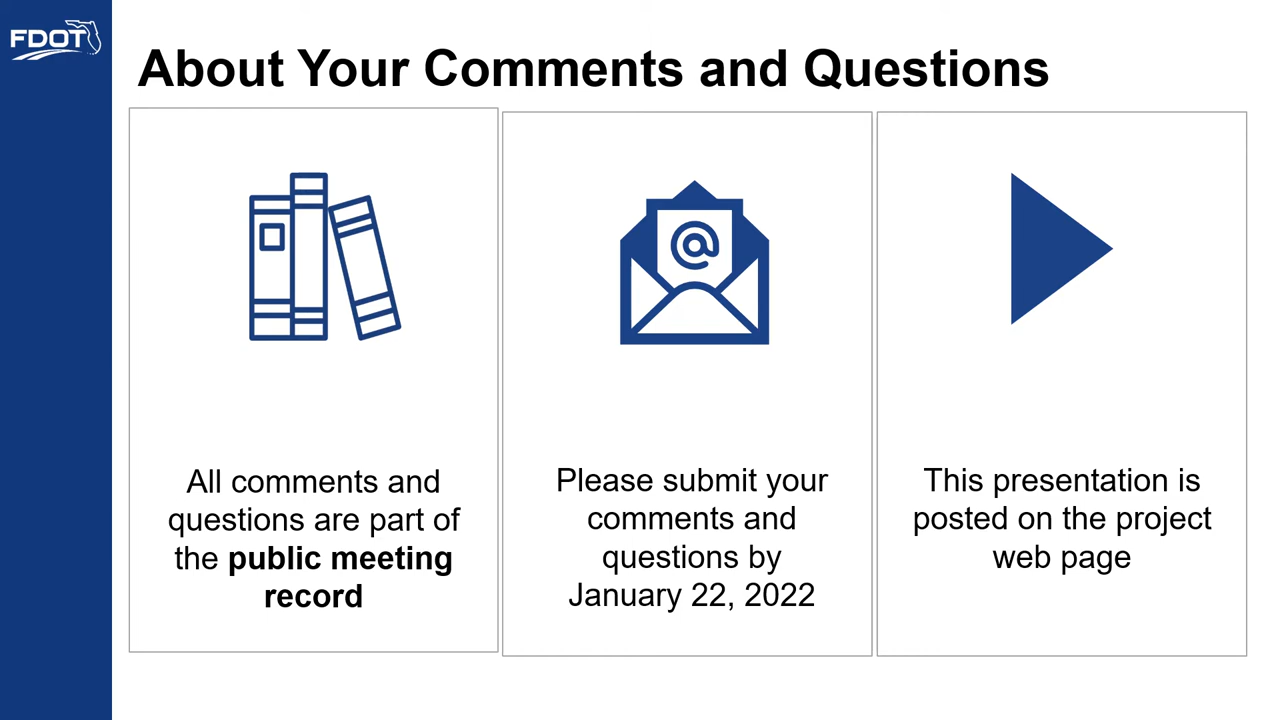 FDOT
About Your Comments and Questions
@
All comments and
questions are part of
the public meeting
record
Please submit your
comments and
questions by
January 22, 2022
This presentation is
posted on the project
web page